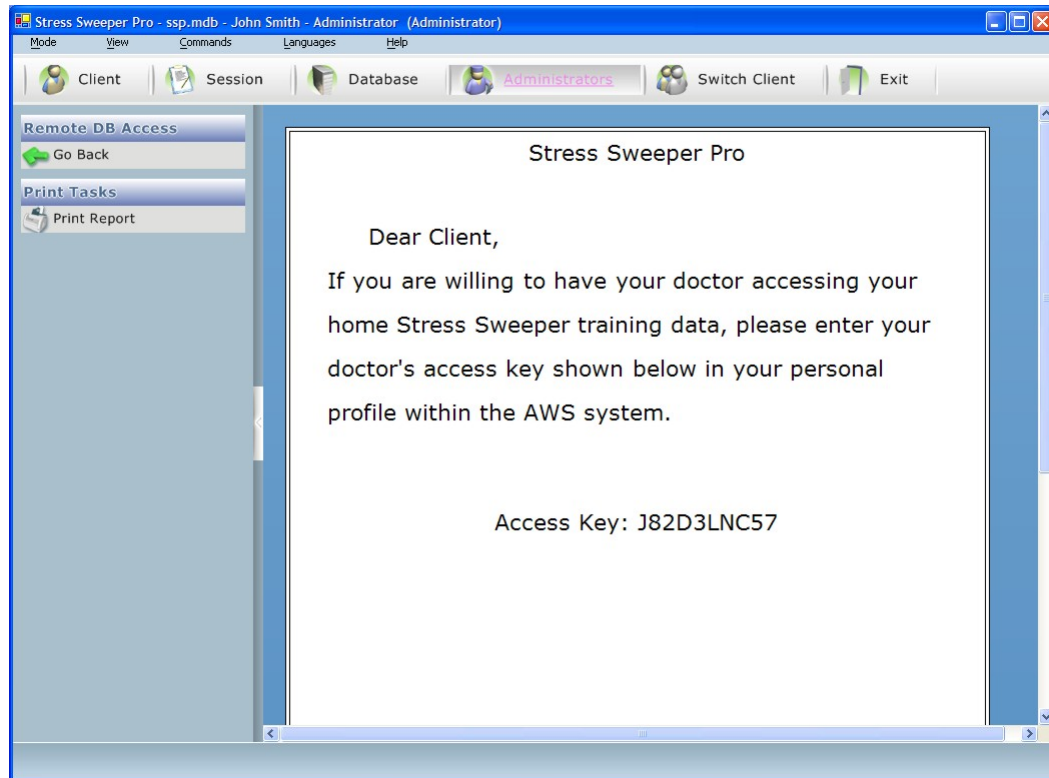 Stress Sweeper Pro - ssp.mdb - John Smith - Administrator (Administrator)
Mode View Commands Languages Help
Client Session Database Administrators Switch Client Exit
Remote DB Access
Go Back
Print Tasks
Print Report
Stress Sweeper Pro
Dear Client,
If you are willing to have your doctor accessing your
home Stress Sweeper training data, please enter your
doctor's access key shown below in your personal
profile within the AWS system.
Access Key: J82D3LNC57